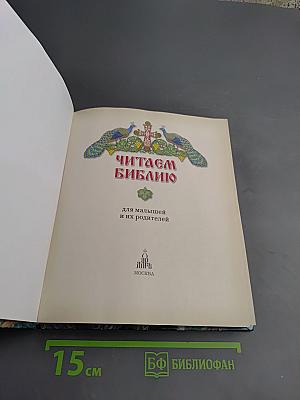 ЧИТАЕМ
БИБЛИЮ
для малышей
и их родителей
МОСКВА
15 см
БФ БИБЛИОФАН